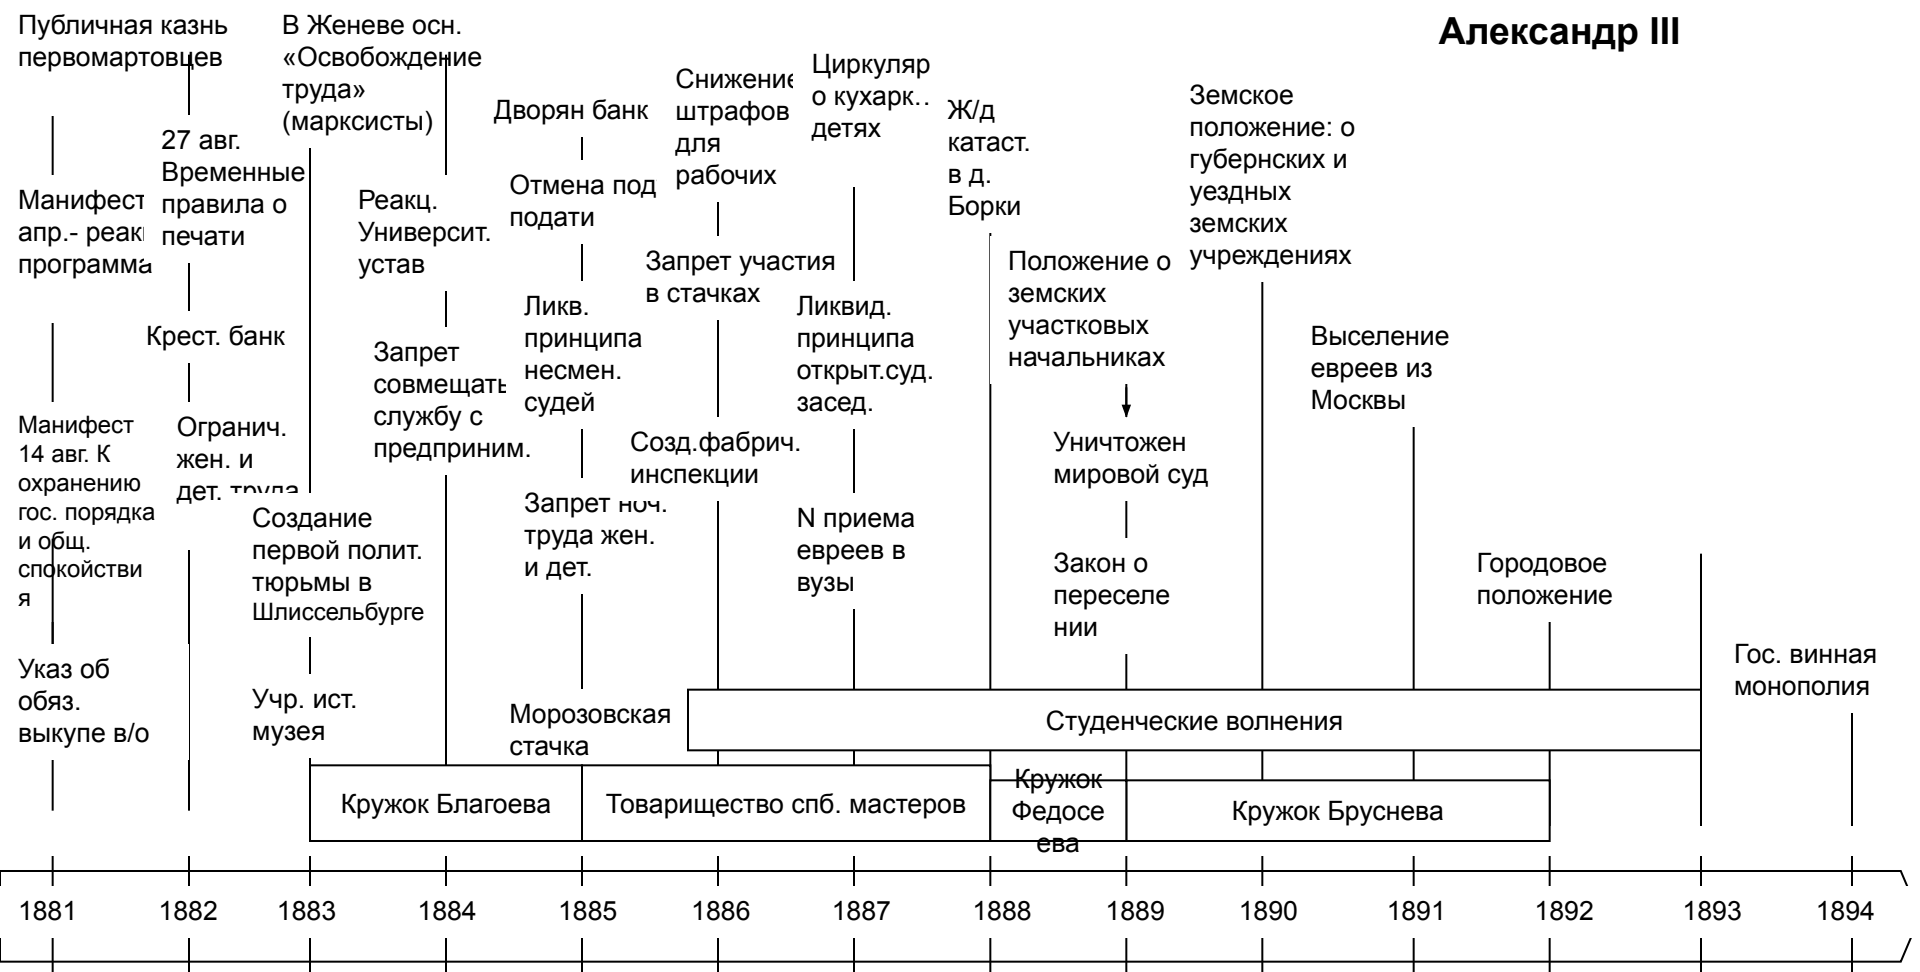 Александр III
Публичная казнь
первомартовцев
Манифест
апр.- реак
программа
Манифест
14 авг. К
охранению
гос. порядка
и общ.
спокойстви
я
Указ об
обяз.
выкупе в/о
27 авг.
Временные
правила о
печати
Крест. банк
Огранич.
жен. и
дет. труда
В Женеве осн.
«Освобождение
труда»
(марксисты)
Создание
первой полит.
тюрьмы в
Шлиссельбурге
Учр. ист.
музея
Реакц.
Университ.
устав
Запрет
совмещать
службу с
предприним.
Дворян банк
Отмена под
подати
Ликв.
принципа
несмен.
судей
Запрет ноч.
труда жен.
и дет.
Морозовская
стачка
Снижение
штрафов
для
рабочих
Запрет участия
в стачках
Созд.фабрич.
инспекции
Циркуляр
о кухарк..
детях
Ликвид.
принципа
открыт.суд.
засед.
N приема
евреев в
вузы
Ж/д
катаст.
в д.
Борки
Положение о
земских
участковых
начальниках
Уничтожен
мировой суд
Закон о
переселе
нии
Земское
положение: о
губернских и
уездных
земских
учреждениях
Выселение
евреев из
Москвы
Городовое
положение
Гос. винная
монополия
Студенческие волнения
Кружок Благоева
Товарищество спб. мастеров
Кружок
Федосе
ева
Кружок Бруснева
1881 1882 1883 1884 1885 1886 1887 1888 1889 1890 1891 1892 1893 1894